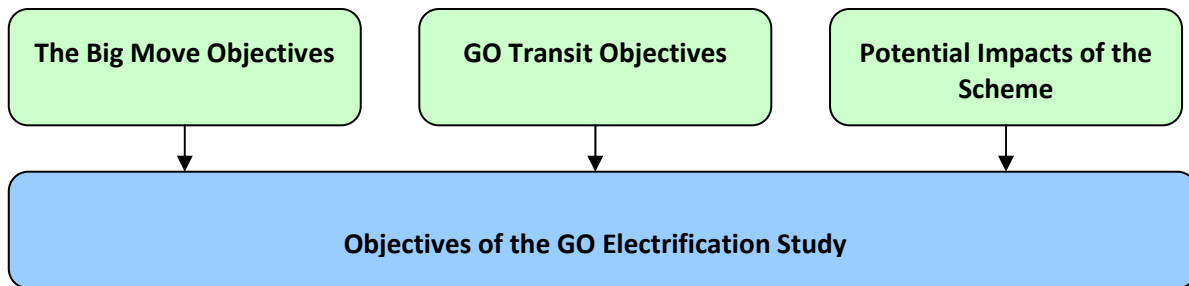 The Big Move Objectives
GO Transit Objectives
Potential Impacts of the
Scheme
Objectives of the GO Electrification Study